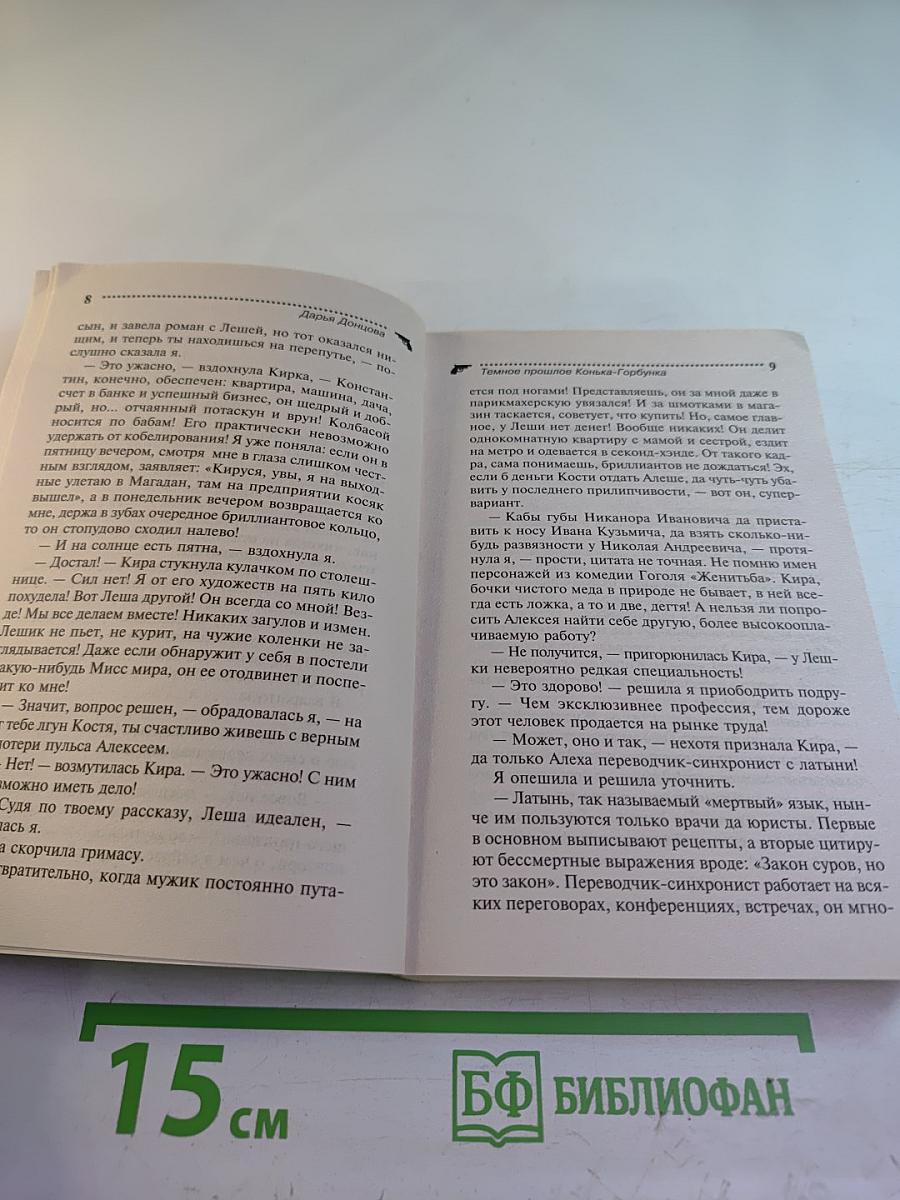 8
Дарья Донцова
сын, и завела роман с Лешей, но тот оказался ни-
щим, и теперь ты находишься на перепутье, — по-
слушно сказала я.
— Это ужасно, — вздохнула Кирка, — Констан-
тин, конечно, обеспечен: квартира, машина, дача,
счет в банке и успешный бизнес, он щедрый и доб-
рый, но... отчаянный потаскун и врун! Колбасой
носится по бабам! Его практически невозможно
удержать от кобелирования! Я уже поняла: если он в
пятницу вечером, смотря мне в глаза слишком чест-
ным взглядом, заявляет: «Кируся, увы, я на выход-
ные улетаю в Магадан, там на предприятии косяк
вышел», а в понедельник вечером возвращается ко
мне, держа в зубах очередное бриллиантовое кольцо,
то он стопудово сходил налево!
— И на солнце есть пятна, — вздохнула я.
— Достал! — Кира стукнула кулачком по столеш-
нице. — Сил нет! Я от его художеств на пять кило
похудела! Вот Леша другой! Он всегда со мной! Вез-
де! Мы все делаем вместе! Никаких загулов и измен.
Лешик не пьет, не курит, на чужие коленки не за-
глядывается! Даже если обнаружит у себя в постели
акую-нибудь Мисс мира, он ее отодвинет и поспе-
ит ко мне!
— Значит, вопрос решен, — обрадовалась я, — на
тебе лгун Костя, ты счастливо живешь с верным
потери пульса Алексеем.
Нет! — возмутилась Кира. — Это ужасно! С ним
зможно иметь дело!
Судя по твоему рассказу, Леша идеален, —
лась я.
а скорчила гримасу.
твратительно, когда мужик постоянно пута-
Темное прошлое Конька-Горбунка
9
ется под ногами! Представляешь, он за мной даже в
парикмахерскую увязался! И за шмотками в мага-
зин таскается, советует, что купить! Но, самое глав-
ное, у Леши нет денег! Вообще никаких! Он делит
однокомнатную квартиру с мамой и сестрой, ездит
на метро и одевается в секонд-хэнде. От такого кад-
ра, сама понимаешь, бриллиантов не дождаться! Эх,
если б деньги Кости отдать Алеше, да чуть-чуть уба-
вить у последнего прилипчивости, — вот он, супер-
вариант.
— Кабы губы Никанора Ивановича да приста-
вить к носу Ивана Кузьмича, да взять сколько-ни-
будь развязности у Николая Андреевича, — протя-
нула я, — прости, цитата не точная. Не помню имен
персонажей из комедии Гоголя «Женитьба». Кира,
бочки чистого меда в природе не бывает, в ней все-
гда есть ложка, а то и две, дегтя! А нельзя ли попро-
сить Алексея найти себе другую, более высокоопла-
чиваемую работу?
— Не получится, — пригорюнилась Кира, — у Леш-
ки невероятно редкая специальность!
— Это здорово! — решила я приободрить подру-
гу. — Чем эксклюзивнее профессия, тем дороже
этот человек продается на рынке труда!
— Может, оно и так, — нехотя признала Кира, —
да только Алеха переводчик-синхронист с латыни!
Я опешила и решила уточнить.
— Латынь, так называемый «мертвый» язык, нын-
че им пользуются только врачи да юристы. Первые
в основном выписывают рецепты, а вторые цитиру-
ют бессмертные выражения вроде: «Закон суров, но
это закон». Переводчик-синхронист работает на вся-
ких переговорах, конференциях, встречах, он мгно-
15 см
БФ БИБЛИОФАН